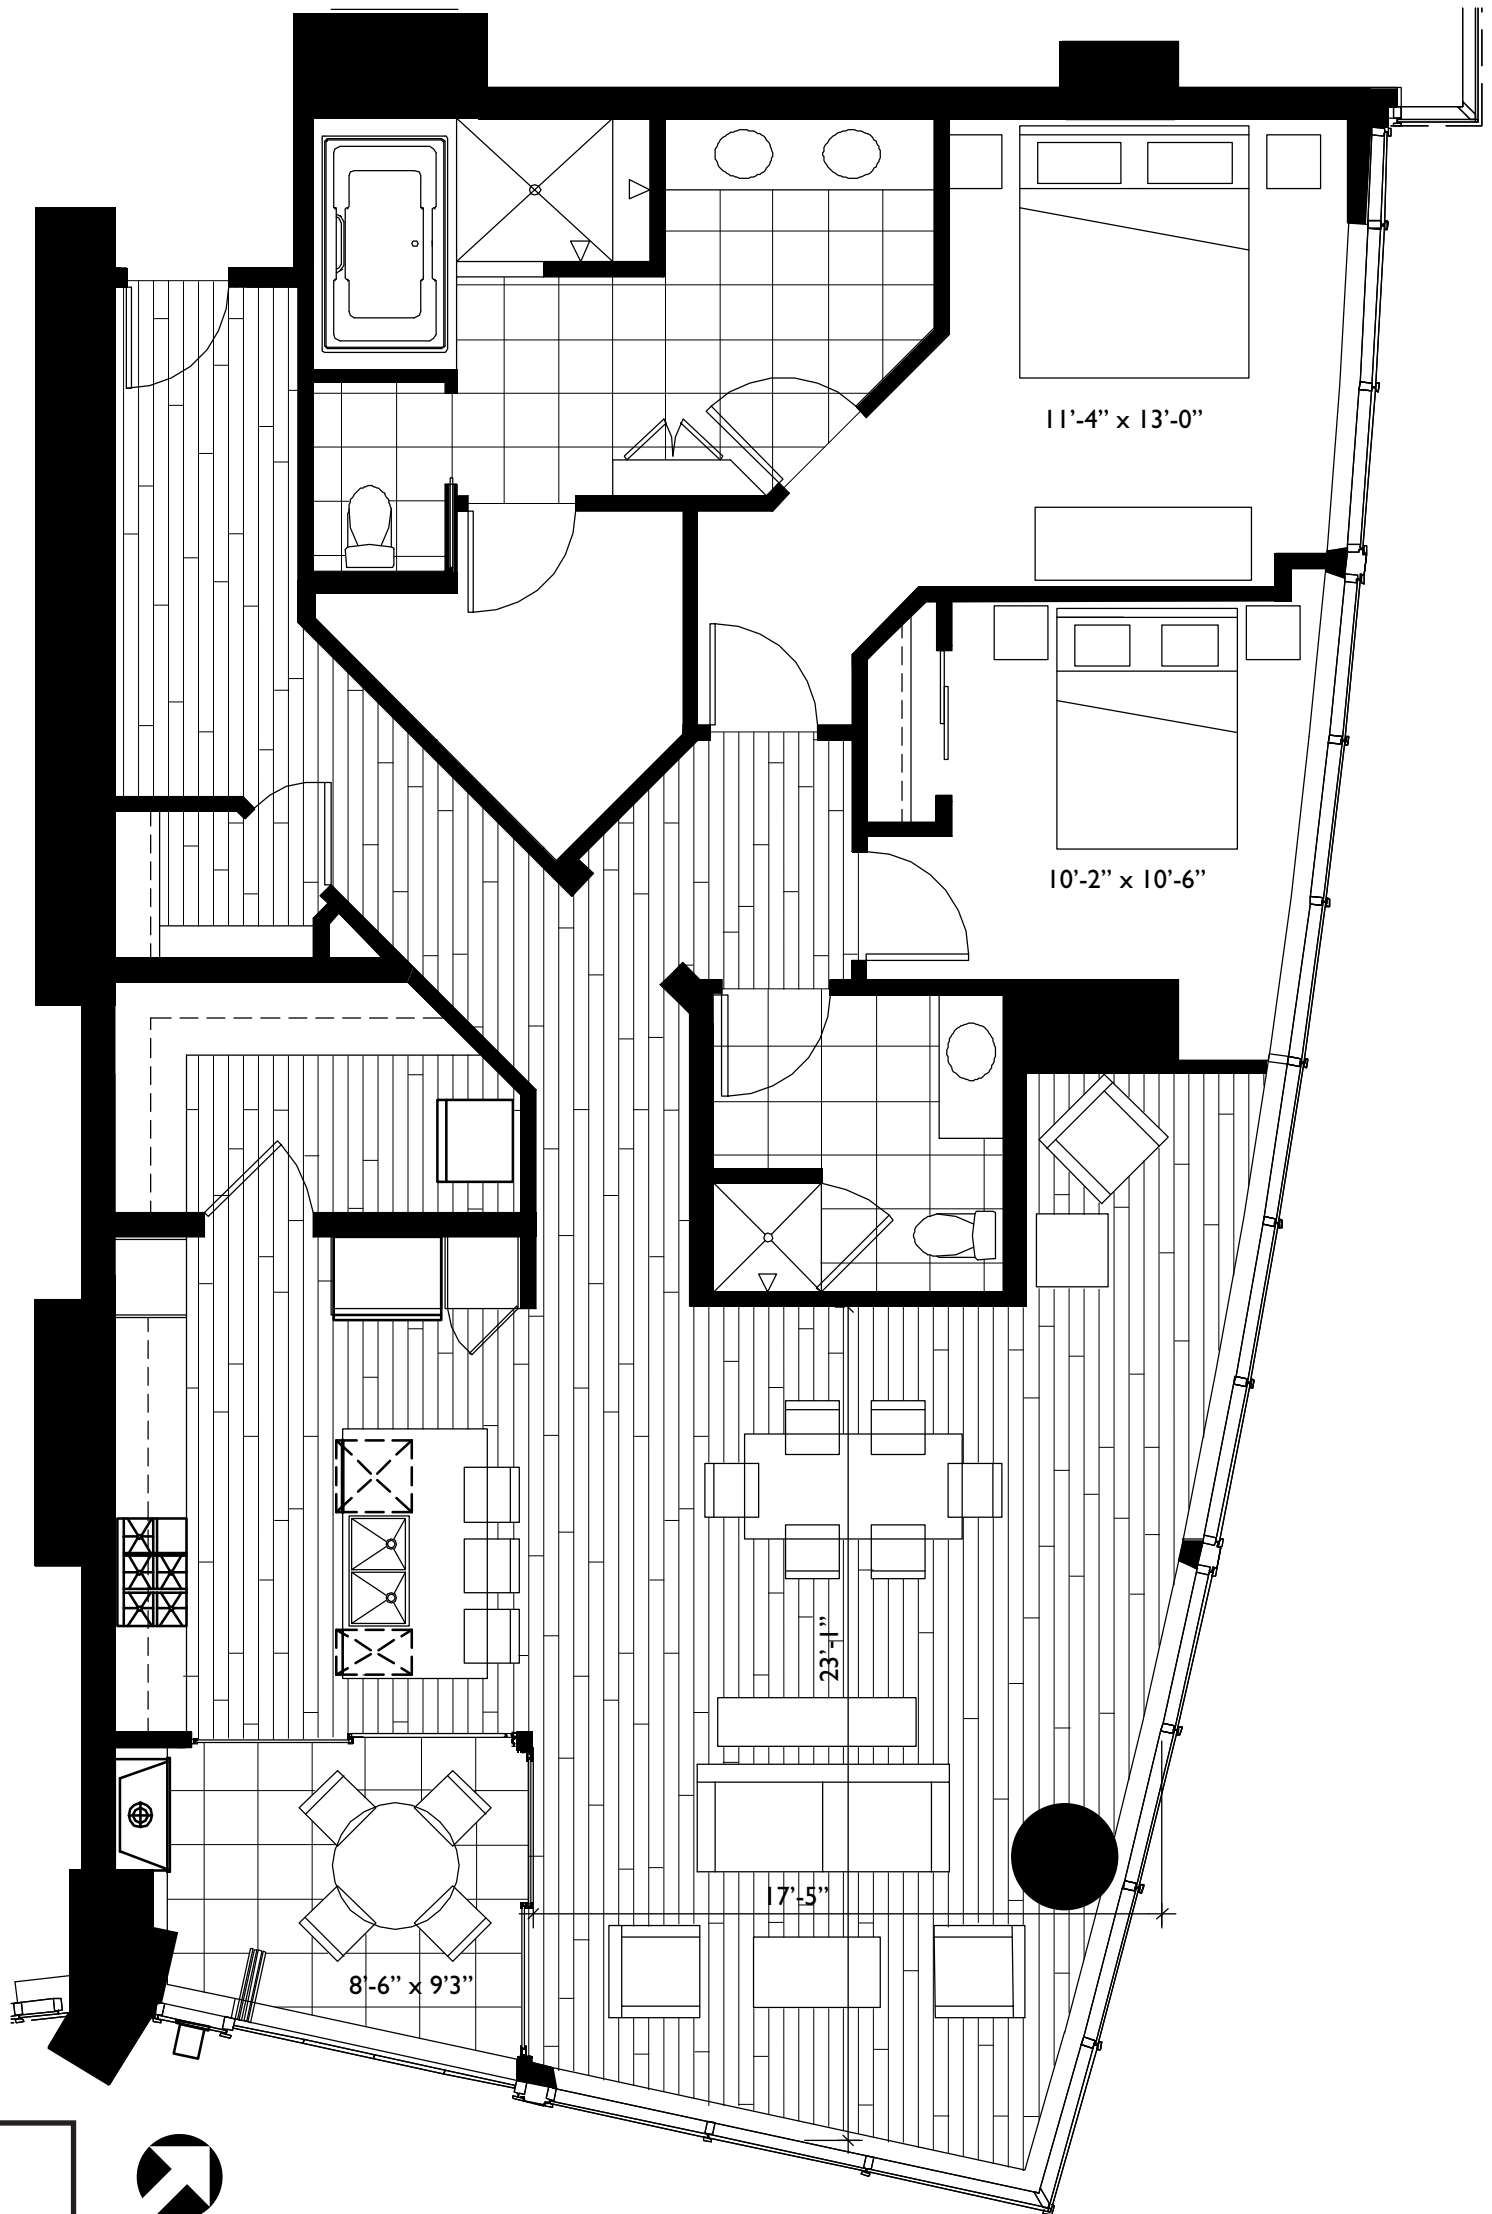 11’-4” x 13’-0”
10’-2” x 10’-6”
23’-1”
17’-5”
8’-6” x 9’3”